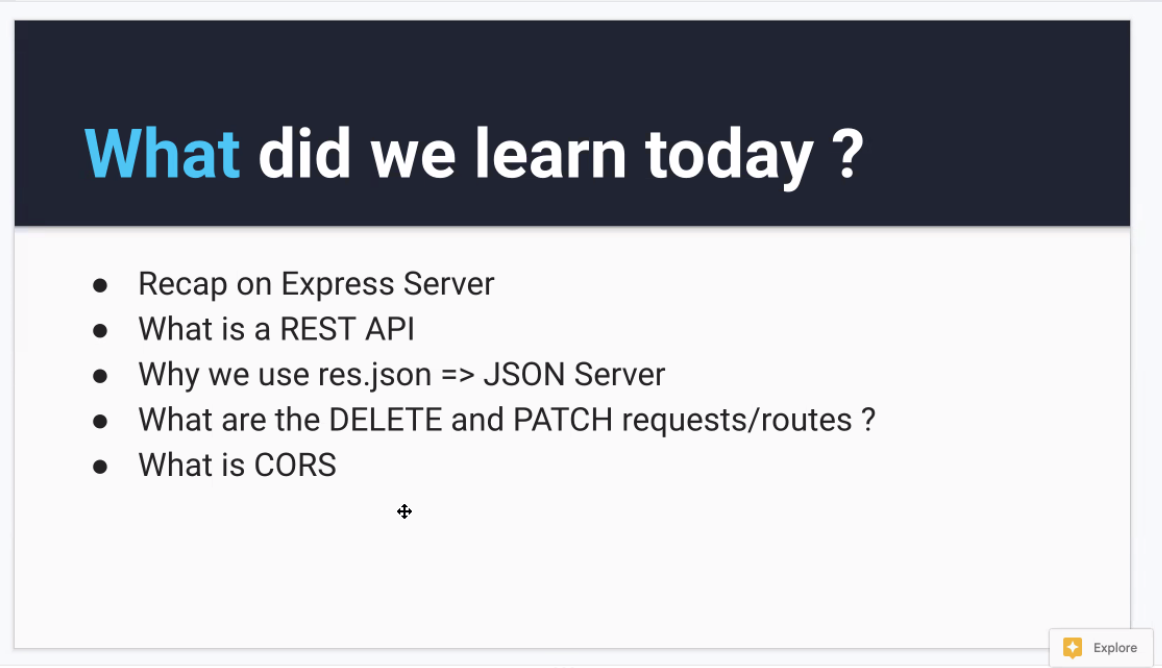 What did we learn today ?
● Recap on Express Server
● What is a REST API
● Why we use res.json => JSON Server
● What are the DELETE and PATCH requests/routes ?
● What is CORS
Explore